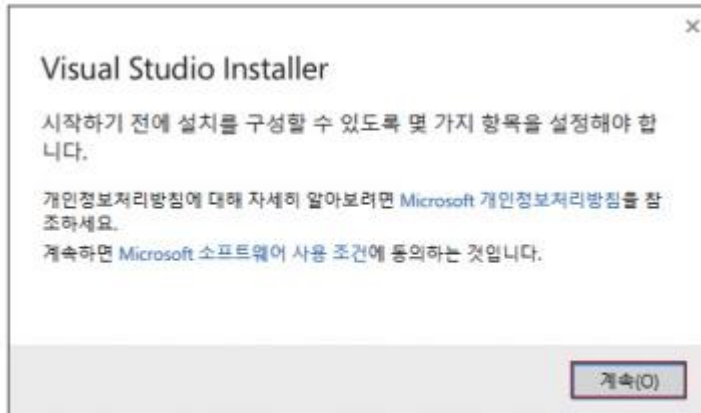 Visual Studio Installer
시작하기 전에 설치를 구성할 수 있도록 몇 가지 항목을 설정해야 합
니다.
개인정보처리방침에 대해 자세히 알아보려면 Microsoft 개인정보처리방침를 참
조하세요.
계속하면 Microsoft 소프트웨어 사용 조건에 동의하는 것입니다.
계속(O)